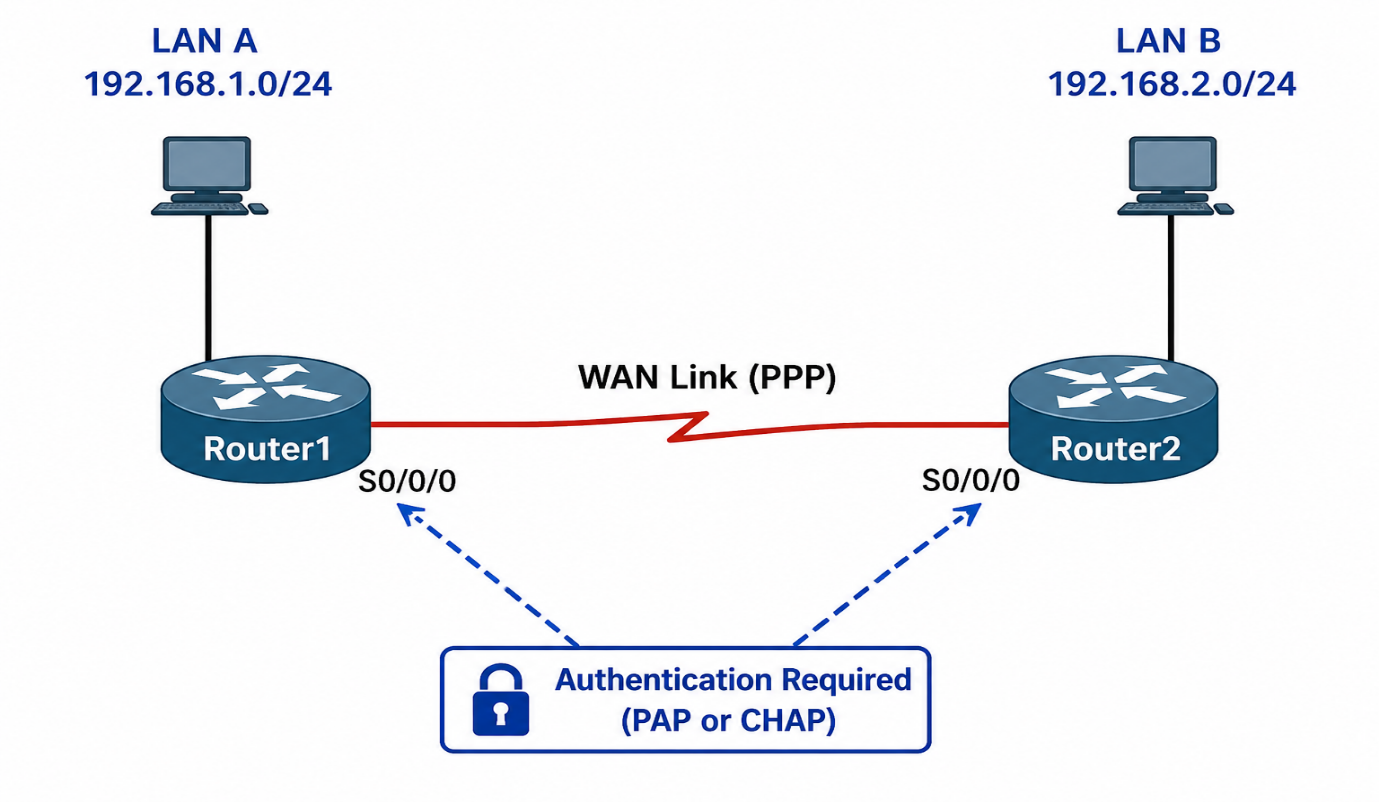 LAN A
192.168.1.0/24
LAN B
192.168.2.0/24
WAN Link (PPP)
Router1
Router2
S0/0/0
S0/0/0
Authentication Required
(PAP or CHAP)